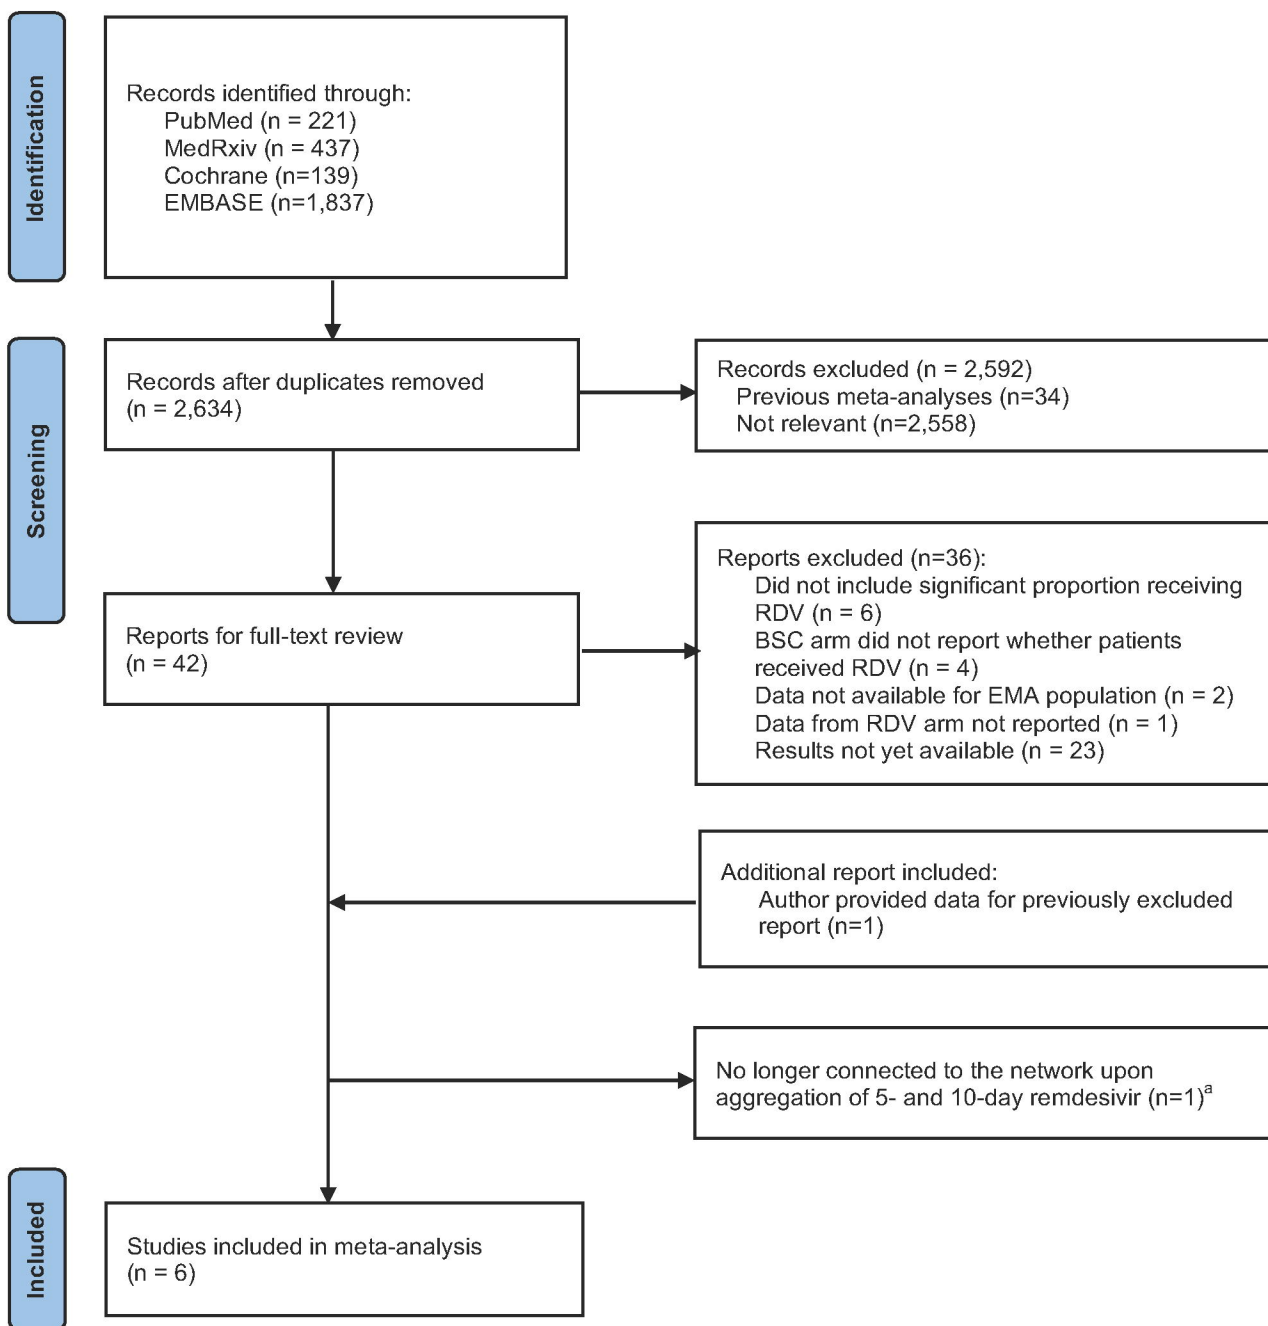 Identification
Records identified through:
PubMed (n = 221)
MedRxiv (n = 437)
Cochrane (n=139)
EMBASE (n=1,837)
Screening
Records after duplicates removed
(n = 2,634)
Records excluded (n = 2,592)
Previous meta-analyses (n=34)
Not relevant (n=2,558)
Reports for full-text review
(n = 42)
Reports excluded (n=36):
Did not include significant proportion receiving
RDV (n = 6)
BSC arm did not report whether patients
received RDV (n = 4)
Data not available for EMA population (n = 2)
Data from RDV arm not reported (n = 1)
Results not yet available (n = 23)
Additional report included:
Author provided data for previously excluded
report (n=1)
No longer connected to the network upon
aggregation of 5- and 10-day remdesivir (n=1)a
Included
Studies included in meta-analysis
(n = 6)